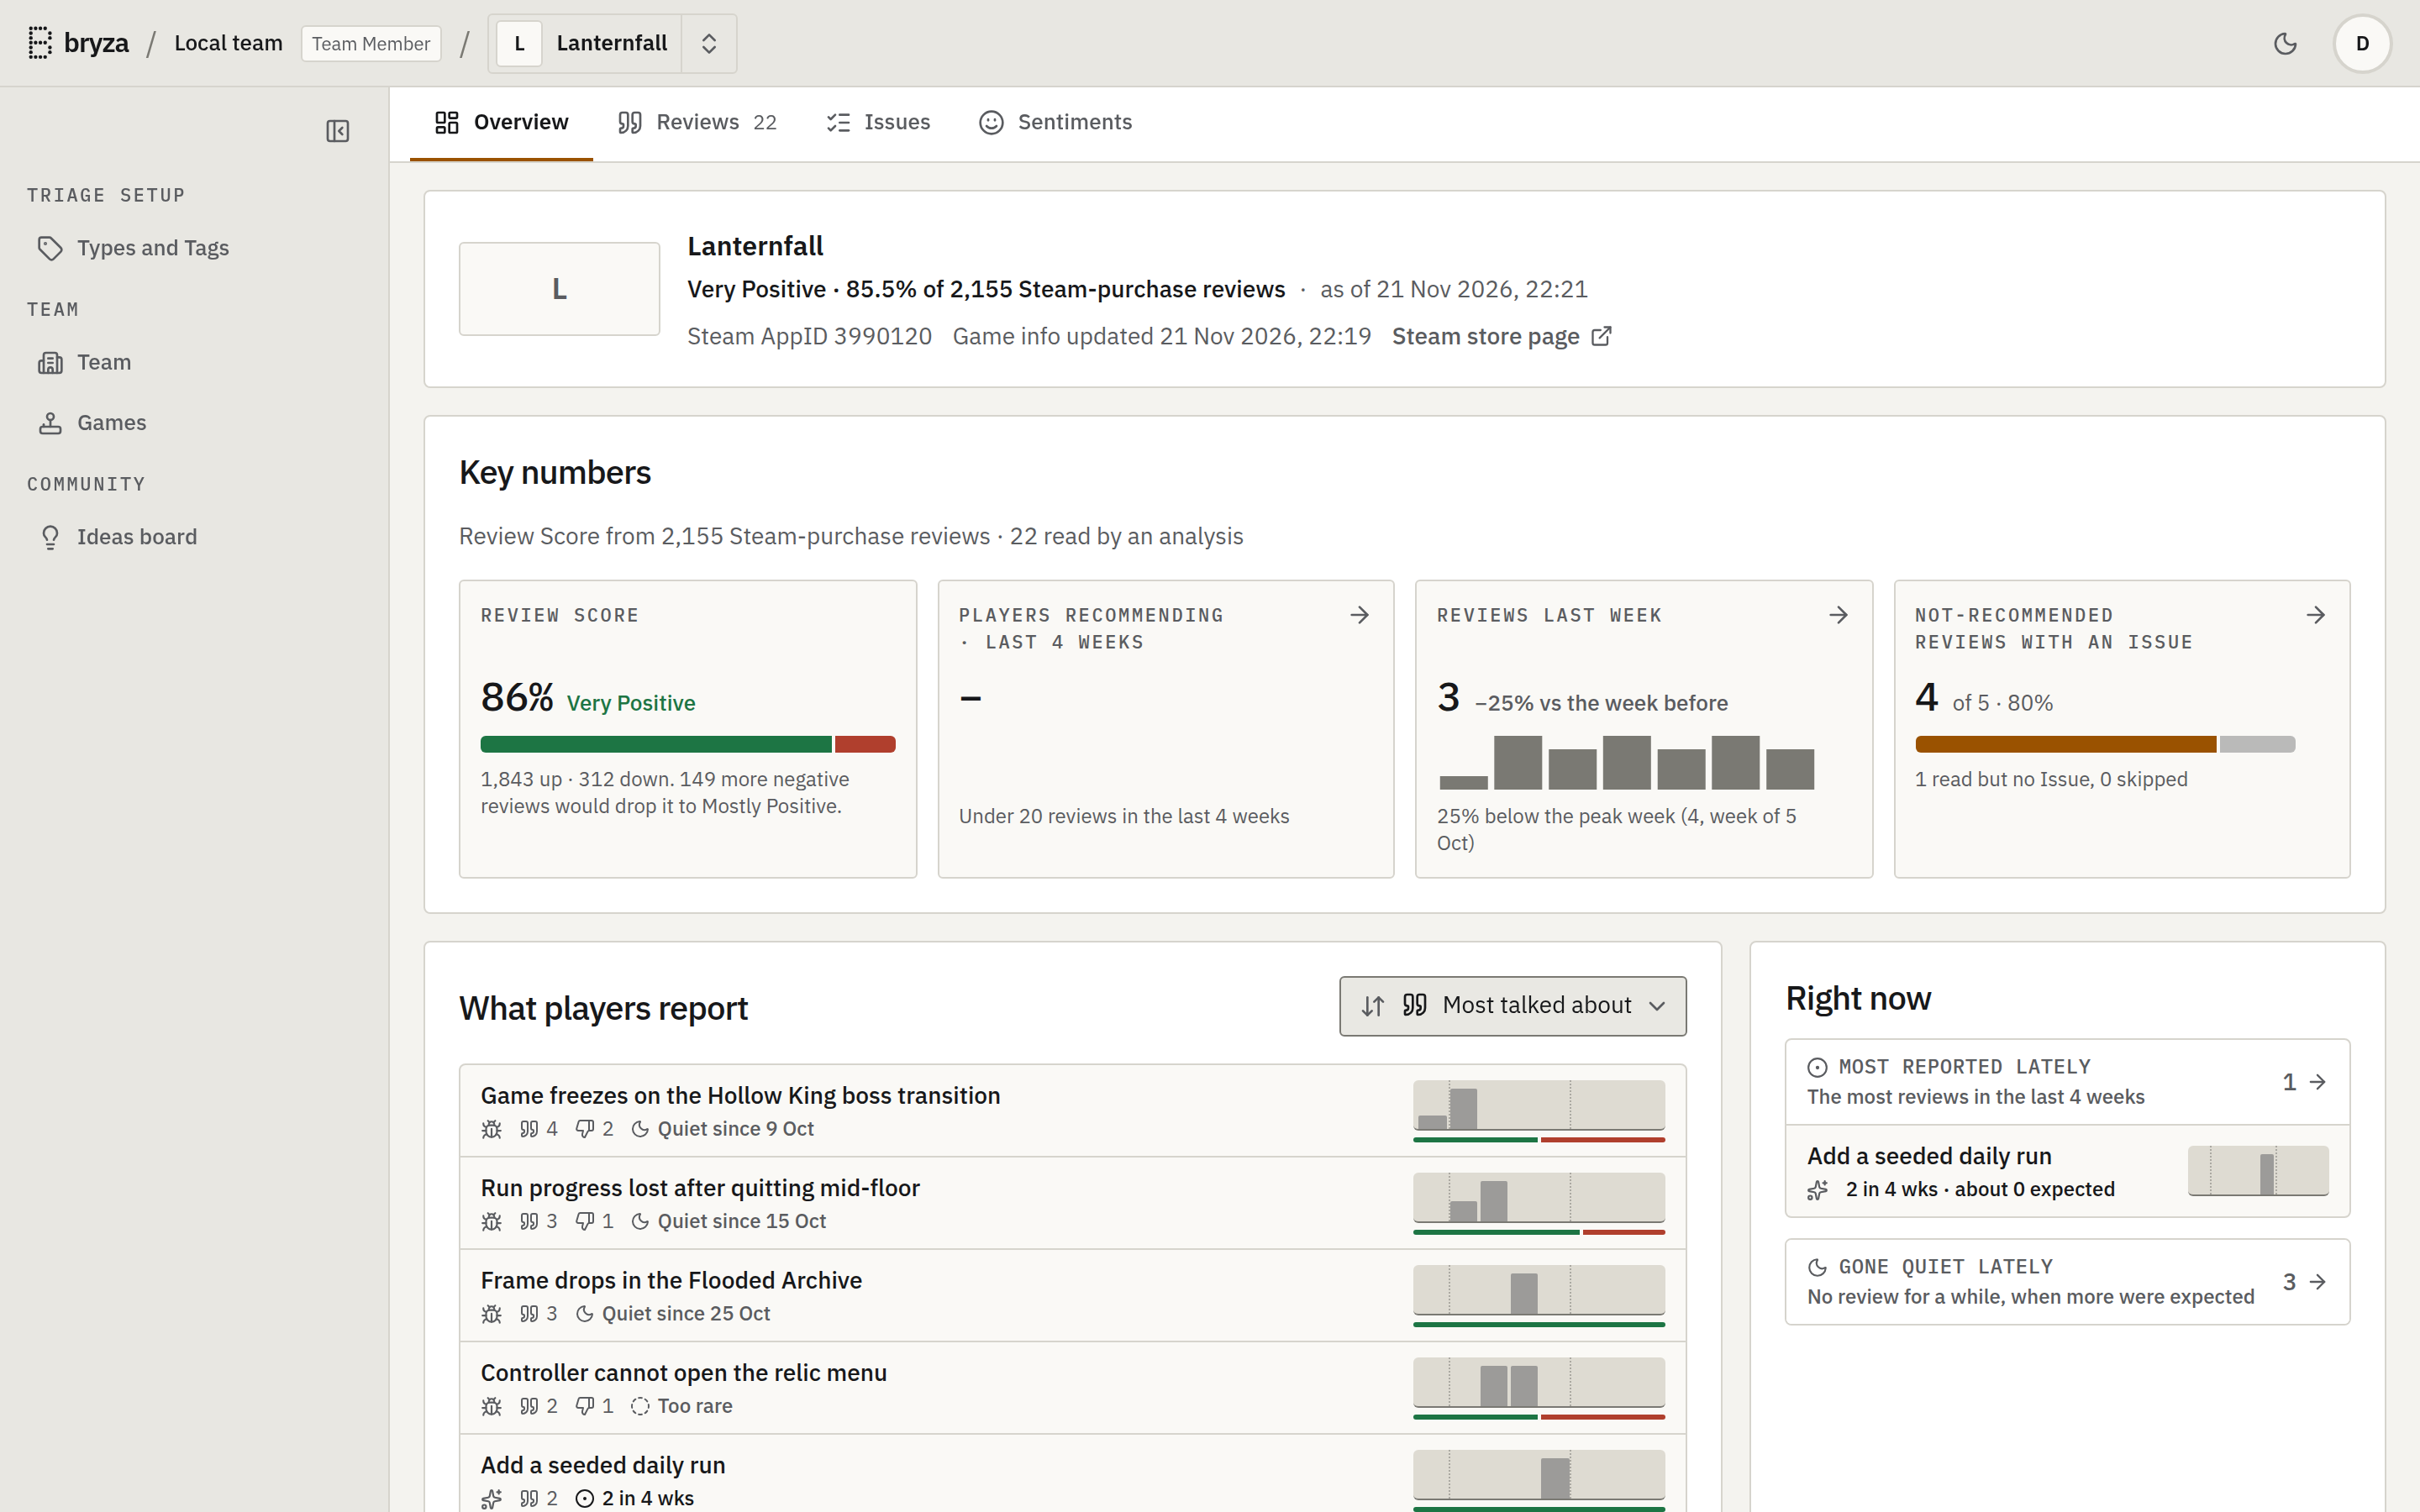 bryza / Local team Team Member / L Lanternfall D
Overview Reviews 22 Issues Sentiments
TRIAGE SETUP
Types and Tags
TEAM
Team
Games
COMMUNITY
Ideas board
L
Lanternfall
Very Positive · 85.5% of 2,155 Steam-purchase reviews · as of 21 Nov 2026, 22:21
Steam AppID 3990120 Game info updated 21 Nov 2026, 22:19 Steam store page
Key numbers
Review Score from 2,155 Steam-purchase reviews · 22 read by an analysis
REVIEW SCORE
86% Very Positive
1,843 up · 312 down. 149 more negative
reviews would drop it to Mostly Positive.
PLAYERS RECOMMENDING
· LAST 4 WEEKS
–
Under 20 reviews in the last 4 weeks
REVIEWS LAST WEEK
3 −25% vs the week before
25% below the peak week (4, week of 5
Oct)
NOT-RECOMMENDED
REVIEWS WITH AN ISSUE
4 of 5 · 80%
1 read but no Issue, 0 skipped
What players report
Most talked about
Game freezes on the Hollow King boss transition
4 2 Quiet since 9 Oct
Run progress lost after quitting mid-floor
3 1 Quiet since 15 Oct
Frame drops in the Flooded Archive
3 Quiet since 25 Oct
Controller cannot open the relic menu
2 1 Too rare
Add a seeded daily run
2 2 in 4 wks
Right now
MOST REPORTED LATELY
The most reviews in the last 4 weeks
1
Add a seeded daily run
2 in 4 wks · about 0 expected
GONE QUIET LATELY
No review for a while, when more were expected
3